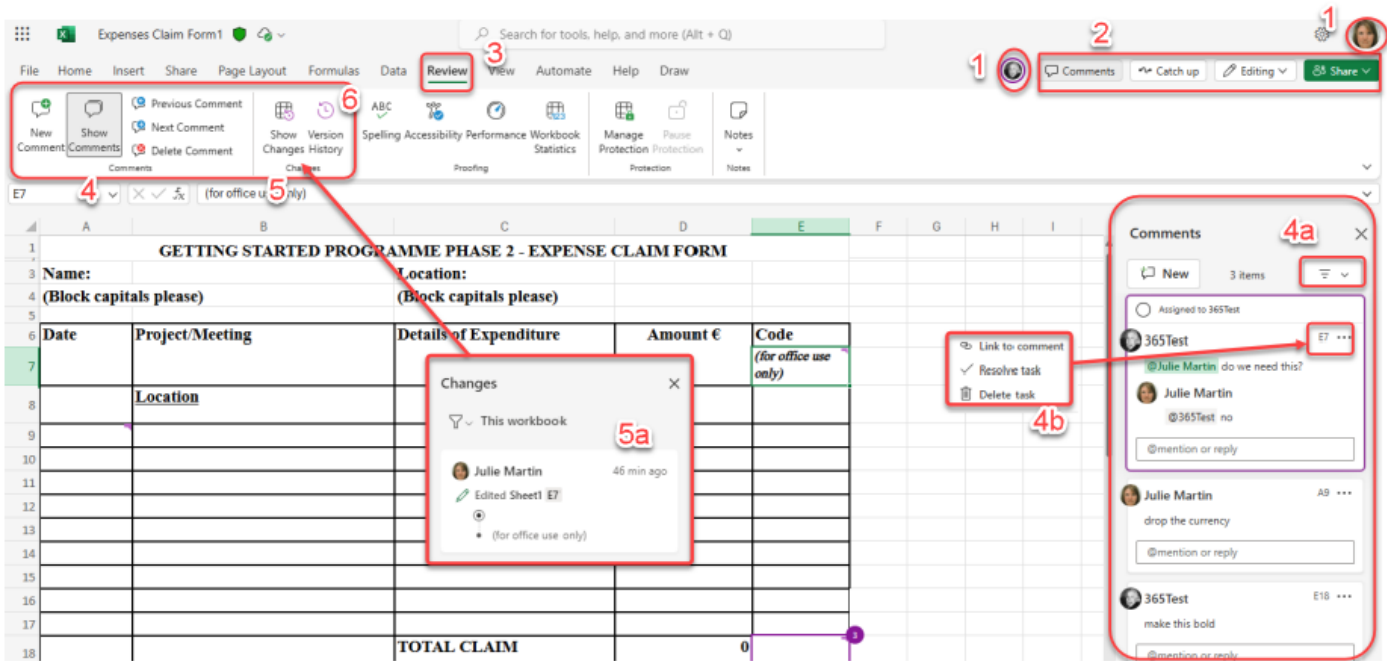 1
Expenses Claim Form1
Search for tools, help, and more (Alt + Q)
2
3
1
File Home Insert Share Page Layout Formulas Data Review View Automate Help Draw
Comments Catch up Editing Share
6
New Comment
Show Comments
Previous Comment
Next Comment
Delete Comment
Comments
Show Changes
Version History
Changes
ABC
Spelling
Accessibility
Performance
Workbook Statistics
Proofing
Manage Protection
Pause Protection
Protection
Notes
Notes
4
5
E7 fx (for office use only)
A B C D E F G H I
1 GETTING STARTED PROGRAMME PHASE 2 - EXPENSE CLAIM FORM
3 Name: Location:
4 (Block capitals please) (Block capitals please)
5
6 Date Project/Meeting Details of Expenditure Amount € Code
7 (for office use only)
8 Location
9
10
11
12
13
14
15
16
17
18 TOTAL CLAIM 0
3
Changes
This workbook
5a
Julie Martin 46 min ago
Edited Sheet1 E7
(for office use only)
Link to comment
Resolve task
Delete task
4b
Comments
4a
New 3 items
Assigned to 365Test
365Test E7
@Julie Martin do we need this?
Julie Martin
@365Test no
@mention or reply
Julie Martin A9
drop the currency
@mention or reply
365Test E18
make this bold
@mention or reply